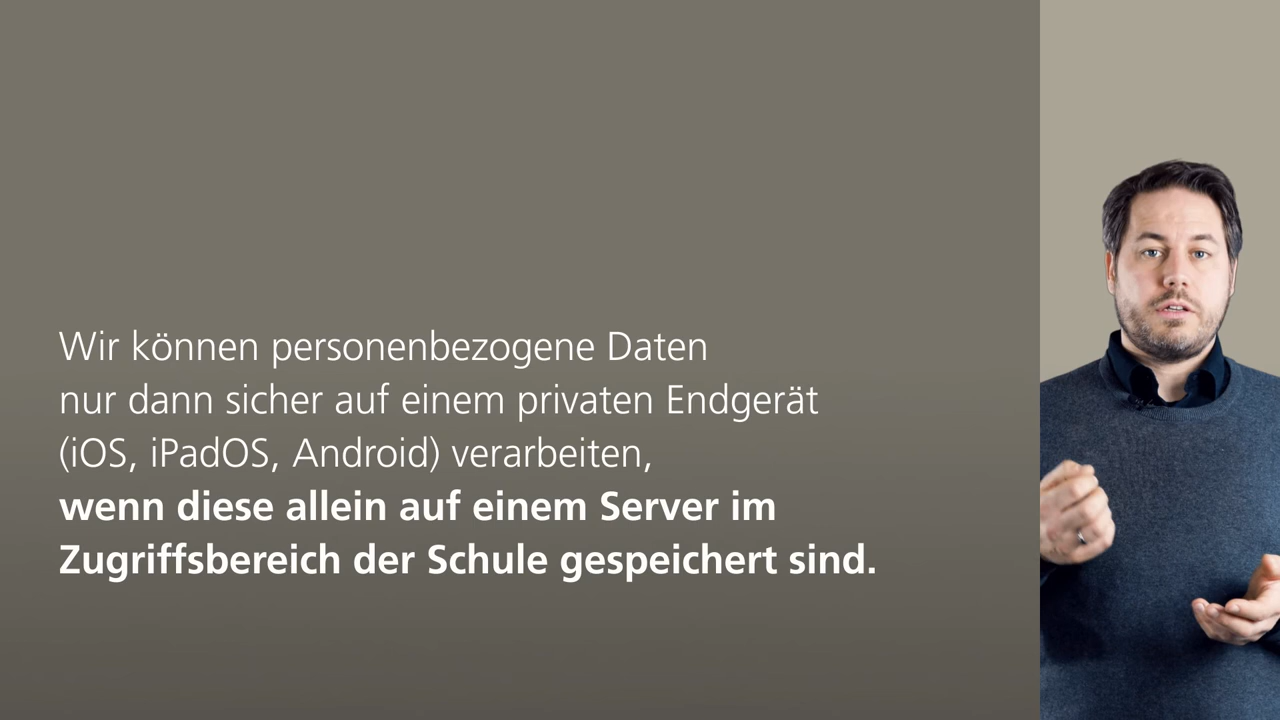 Wir können personenbezogene Daten
nur dann sicher auf einem privaten Endgerät
(iOS, iPadOS, Android) verarbeiten,
wenn diese allein auf einem Server im
Zugriffsbereich der Schule gespeichert sind.